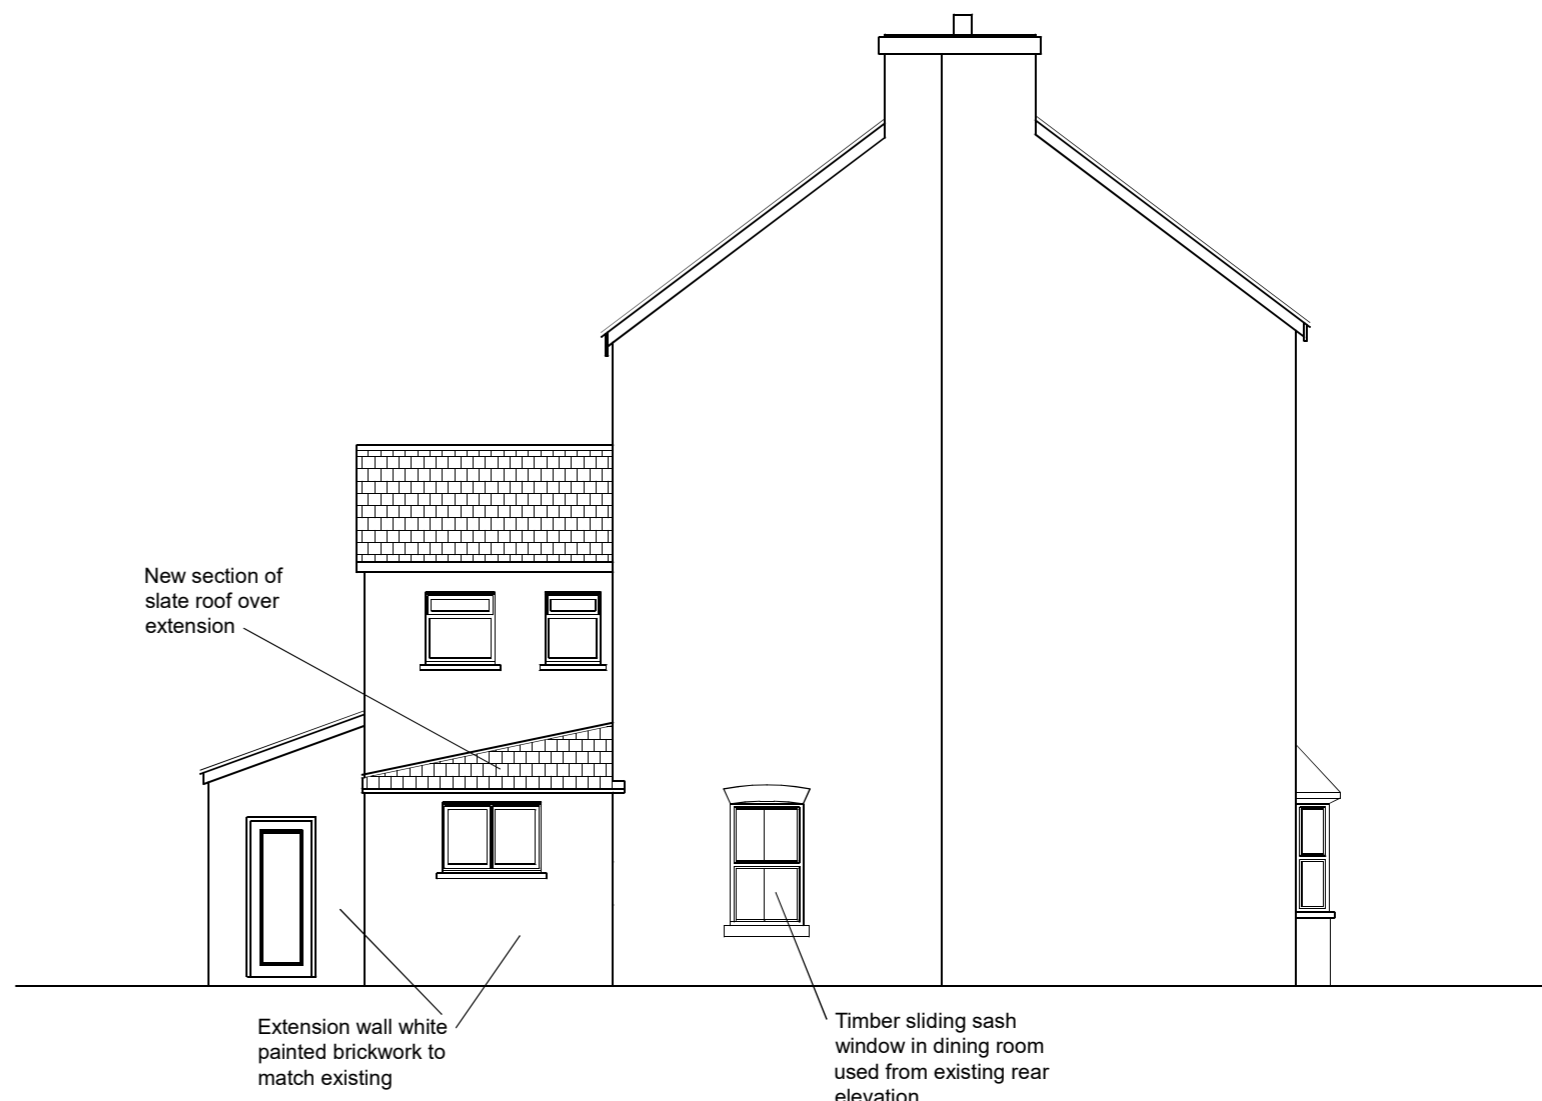 New section of
slate roof over
extension
Extension wall white
painted brickwork to
match existing
Timber sliding sash
window in dining room
used from existing rear
elevation